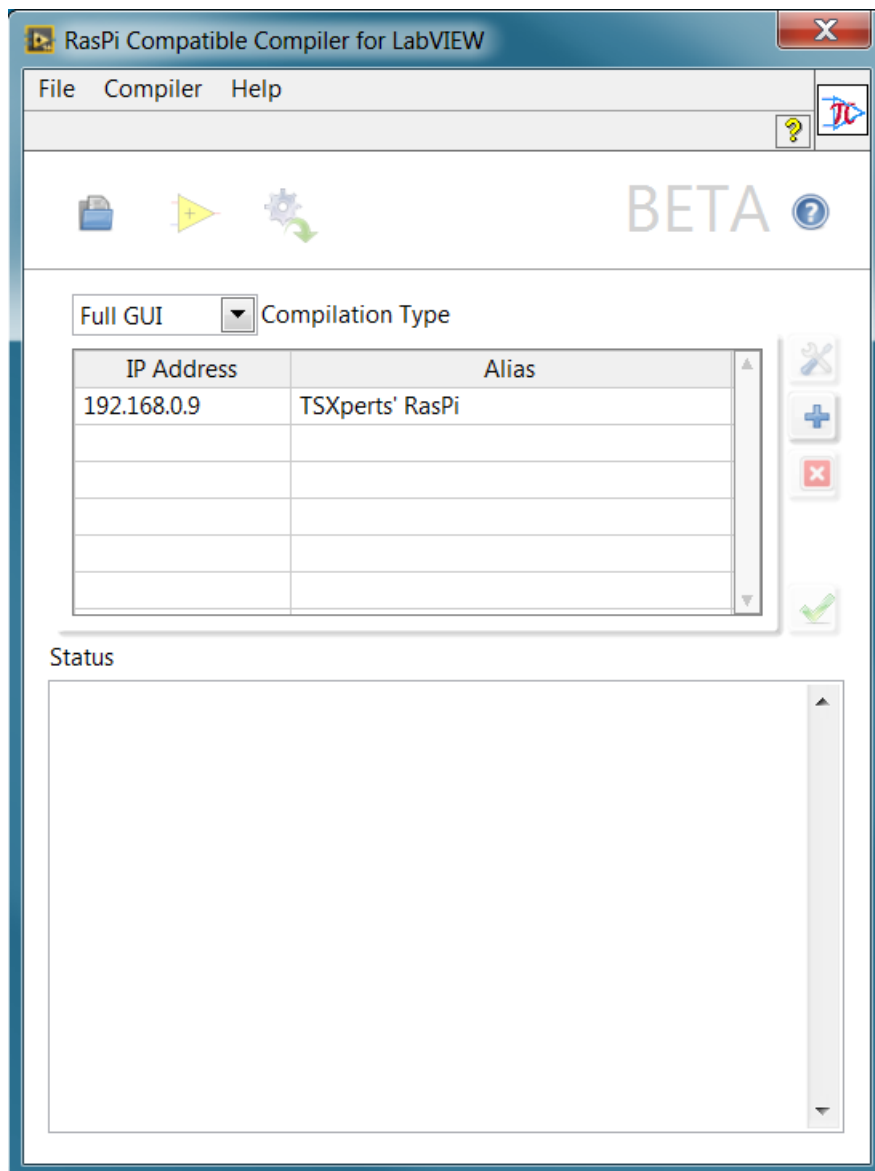 RasPi Compatible Compiler for LabVIEW
File Compiler Help
BETA
Full GUI Compilation Type
IP Address Alias
192.168.0.9 TSXperts' RasPi
Status